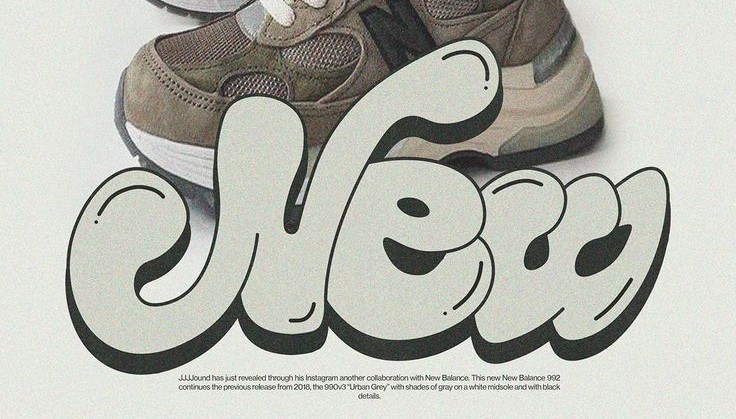 N
New
JJJJound has just revealed through his Instagram another collaboration with New Balance. This new New Balance 992
continues the previous release from 2018, the 990v3 “Urban Grey” with shades of gray on a white midsole and with black
details.